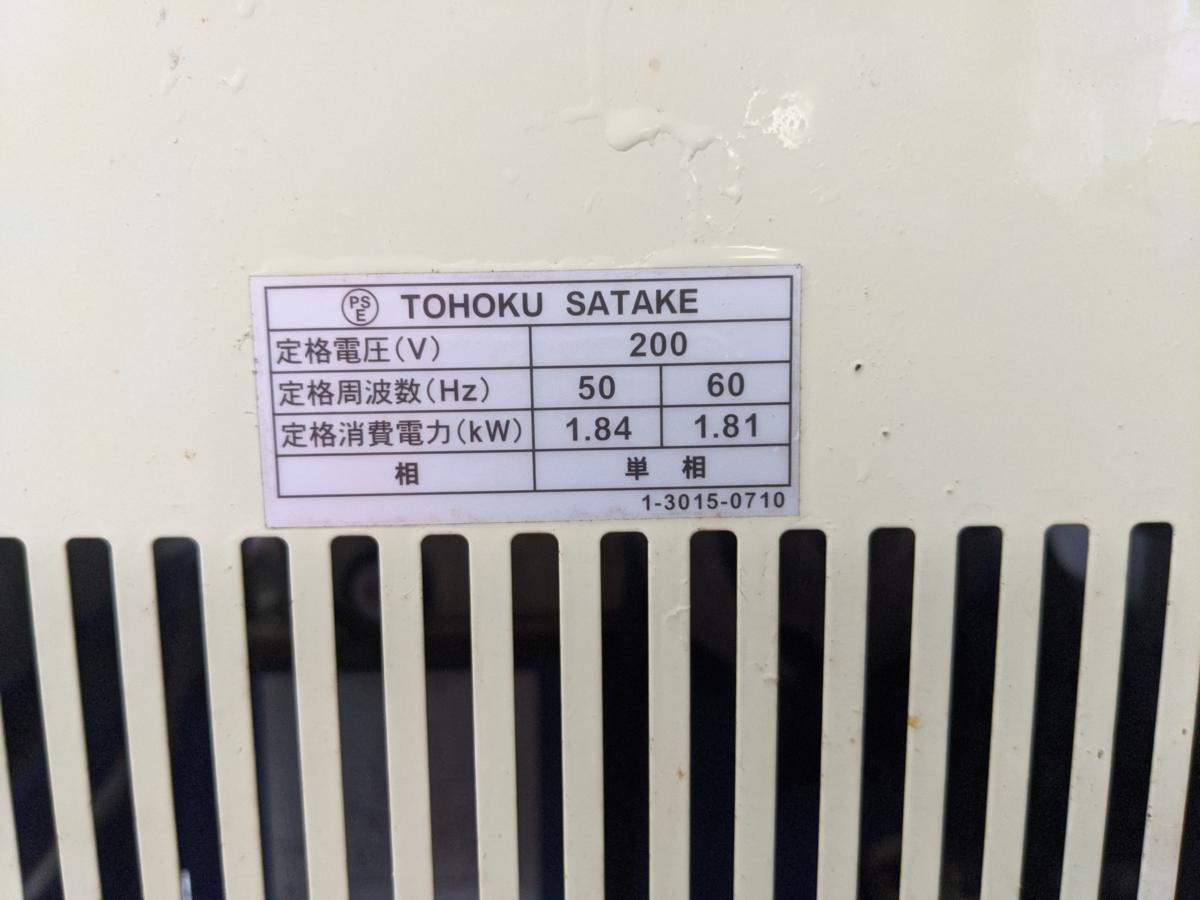 PSE TOHOKU SATAKE
定格電圧(V) 200
定格周波数(Hz) 50 60
定格消費電力(kW) 1.84 1.81
相 単 相
1-3015-0710